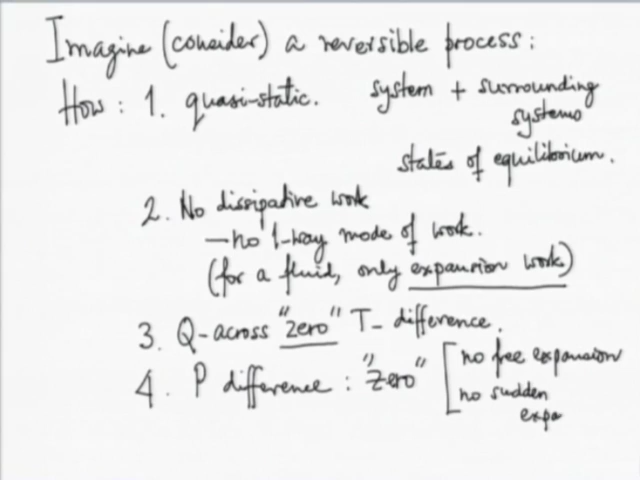 Imagine (consider) a reversible process:
How: 1. quasi-static. system + surrounding
systems
states of equilibrium.
2. No dissipative work
—no 1-way mode of work.
(for a fluid, only expansion work)
3. Q-across "zero" T-difference.
4. P difference: "Zero" [no free expansion
no sudden
expa